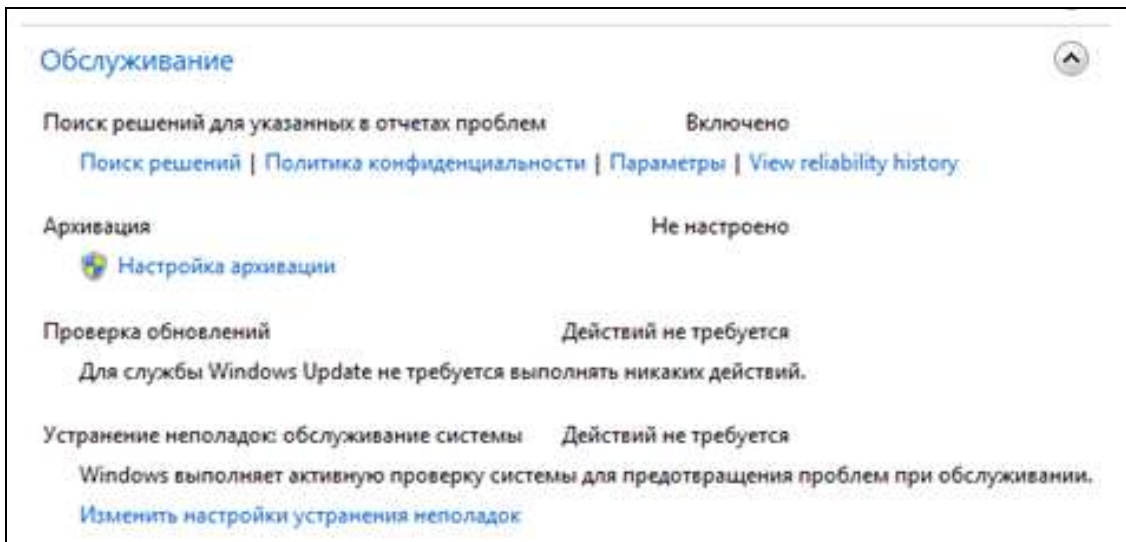 Обслуживание
Поиск решений для указанных в отчетах проблем Включено
Поиск решений | Политика конфиденциальности | Параметры | View reliability history
Архивация Не настроено
Настройка архивации
Проверка обновлений Действий не требуется
Для службы Windows Update не требуется выполнять никаких действий.
Устранение неполадок: обслуживание системы Действий не требуется
Windows выполняет активную проверку системы для предотвращения проблем при обслуживании.
Изменить настройки устранения неполадок